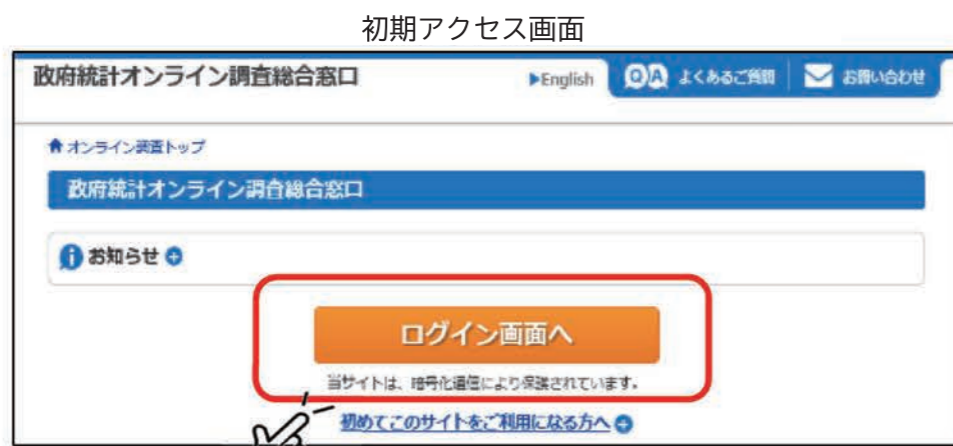 初期アクセス画面
政府統計オンライン調査総合窓口 ▶English QA よくあるご質問 お問い合わせ
オンライン調査トップ
政府統計オンライン調査総合窓口
お知らせ
ログイン画面へ
当サイトは、暗号化通信により保護されています。
初めてこのサイトをご利用になる方へ